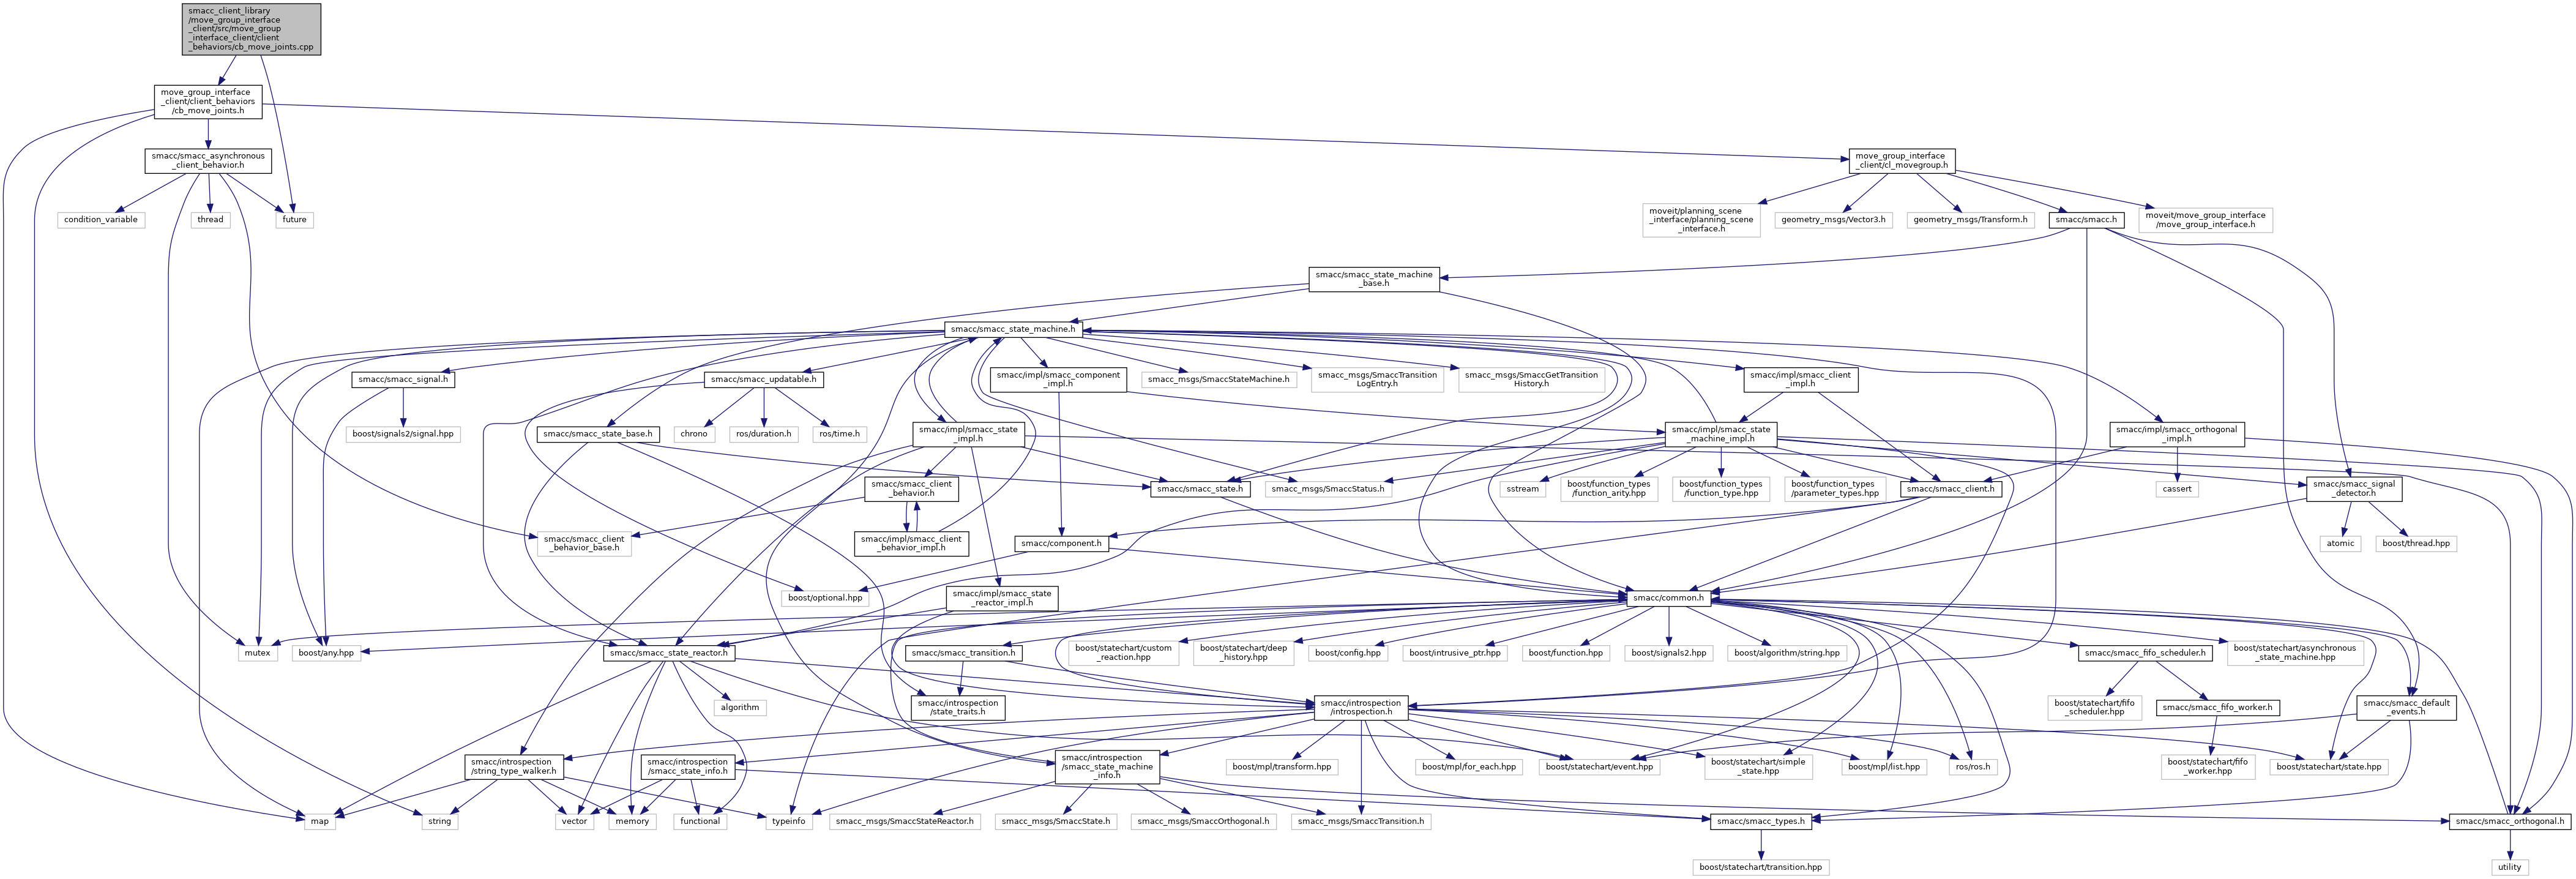 smacc_client_library
/move_group_interface
_client/src/move_group
_interface_client/client
_behaviors/cb_move_joints.cpp
move_group_interface
_client/client_behaviors
/cb_move_joints.h
smacc/smacc_asynchronous
_client_behavior.h
move_group_interface
_client/cl_movegroup.h
condition_variable
thread
future
moveit/planning_scene
_interface/planning_scene
_interface.h
geometry_msgs/Vector3.h
geometry_msgs/Transform.h
smacc/smacc.h
moveit/move_group_interface
/move_group_interface.h
smacc/smacc_state_machine
_base.h
smacc/smacc_state_machine.h
smacc/smacc_signal.h
smacc/smacc_updatable.h
smacc/impl/smacc_component
_impl.h
smacc_msgs/SmaccStateMachine.h
smacc_msgs/SmaccTransition
LogEntry.h
smacc_msgs/SmaccGetTransition
History.h
smacc/impl/smacc_client
_impl.h
boost/signals2/signal.hpp
smacc/smacc_state_base.h
chrono
ros/duration.h
ros/time.h
smacc/impl/smacc_state
_impl.h
smacc/impl/smacc_state
_machine_impl.h
smacc/impl/smacc_orthogonal
_impl.h
smacc/smacc_client
_behavior.h
smacc/smacc_state.h
smacc_msgs/SmaccStatus.h
sstream
boost/function_types
/function_arity.hpp
boost/function_types
/function_type.hpp
boost/function_types
/parameter_types.hpp
smacc/smacc_client.h
cassert
smacc/smacc_signal
_detector.h
smacc/smacc_client
_behavior_base.h
smacc/impl/smacc_client
_behavior_impl.h
smacc/component.h
atomic
boost/thread.hpp
boost/optional.hpp
smacc/impl/smacc_state
_reactor_impl.h
smacc/common.h
mutex
boost/any.hpp
smacc/smacc_state_reactor.h
smacc/smacc_transition.h
boost/statechart/custom
_reaction.hpp
boost/statechart/deep
_history.hpp
boost/config.hpp
boost/intrusive_ptr.hpp
boost/function.hpp
boost/signals2.hpp
boost/algorithm/string.hpp
smacc/smacc_fifo_scheduler.h
boost/statechart/asynchronous
_state_machine.hpp
algorithm
smacc/introspection
/state_traits.h
smacc/introspection
/introspection.h
boost/statechart/fifo
_scheduler.hpp
smacc/smacc_fifo_worker.h
smacc/smacc_default
_events.h
smacc/introspection
/string_type_walker.h
smacc/introspection
/smacc_state_info.h
smacc/introspection
/smacc_state_machine
_info.h
boost/mpl/transform.hpp
boost/mpl/for_each.hpp
boost/statechart/event.hpp
boost/statechart/simple
_state.hpp
boost/mpl/list.hpp
ros/ros.h
boost/statechart/fifo
_worker.hpp
boost/statechart/state.hpp
map
string
vector
memory
functional
typeinfo
smacc_msgs/SmaccStateReactor.h
smacc_msgs/SmaccState.h
smacc_msgs/SmaccOrthogonal.h
smacc_msgs/SmaccTransition.h
smacc/smacc_types.h
smacc/smacc_orthogonal.h
boost/statechart/transition.hpp
utility